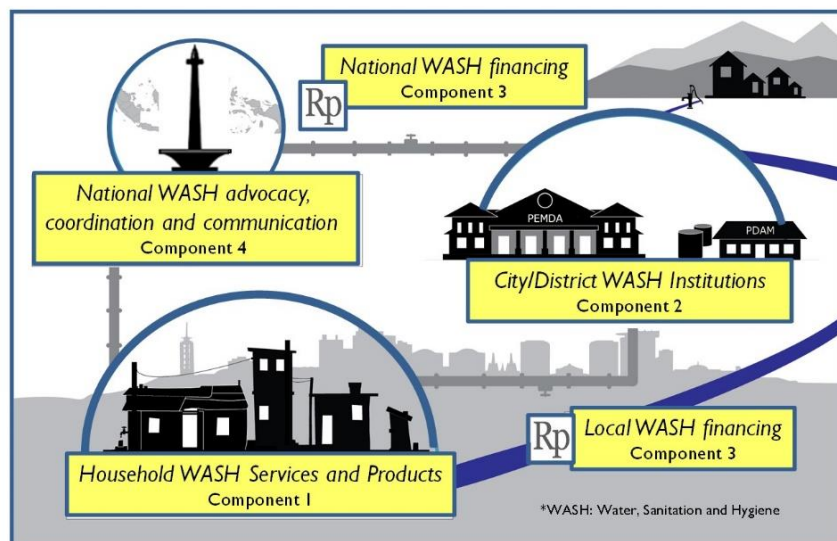 National WASH financing
Component 3
Rp
National WASH advocacy,
coordination and communication
Component 4
PEMDA
PDAM
City/District WASH Institutions
Component 2
Household WASH Services and Products
Component 1
Rp
Local WASH financing
Component 3
*WASH: Water, Sanitation and Hygiene